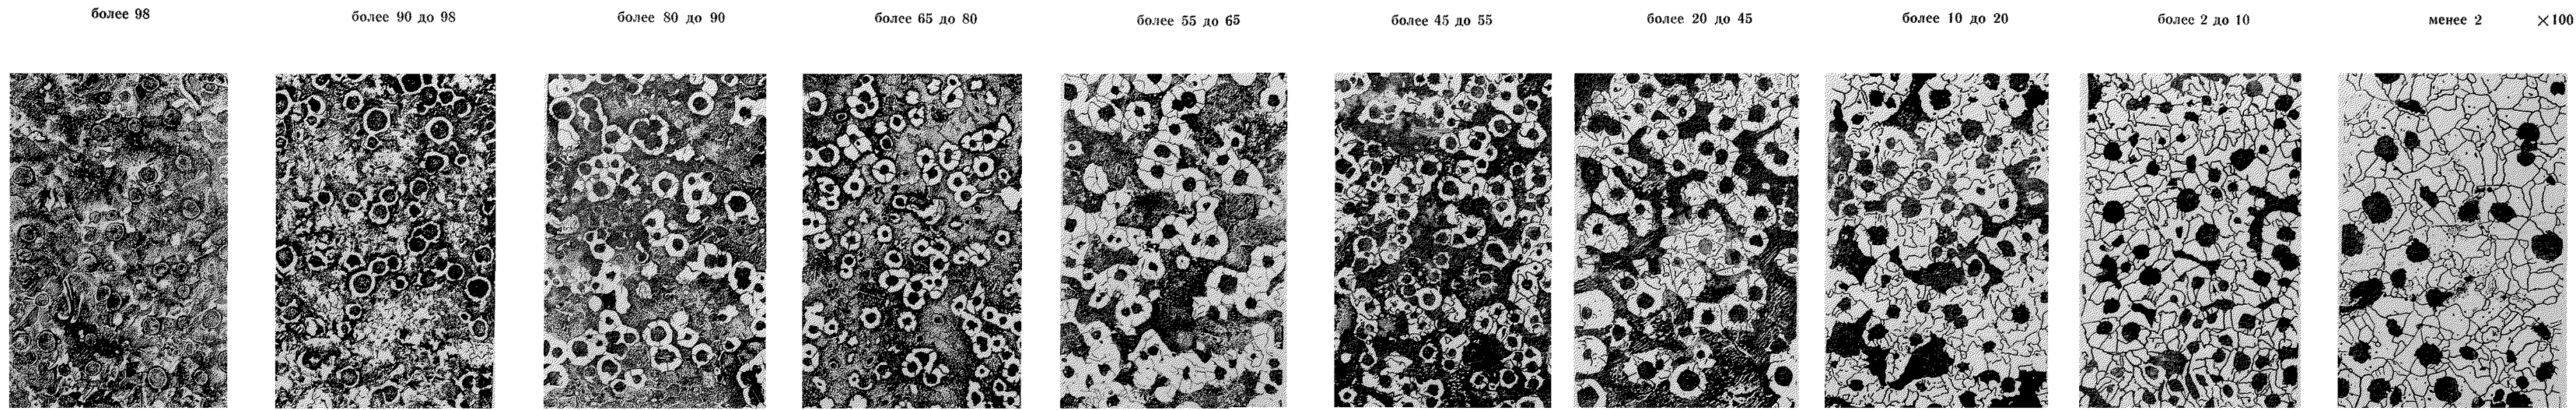 более 98
более 90 до 98
более 80 до 90
более 65 до 80
более 55 до 65
более 45 до 55
более 20 до 45
более 10 до 20
более 2 до 10
менее 2
×100